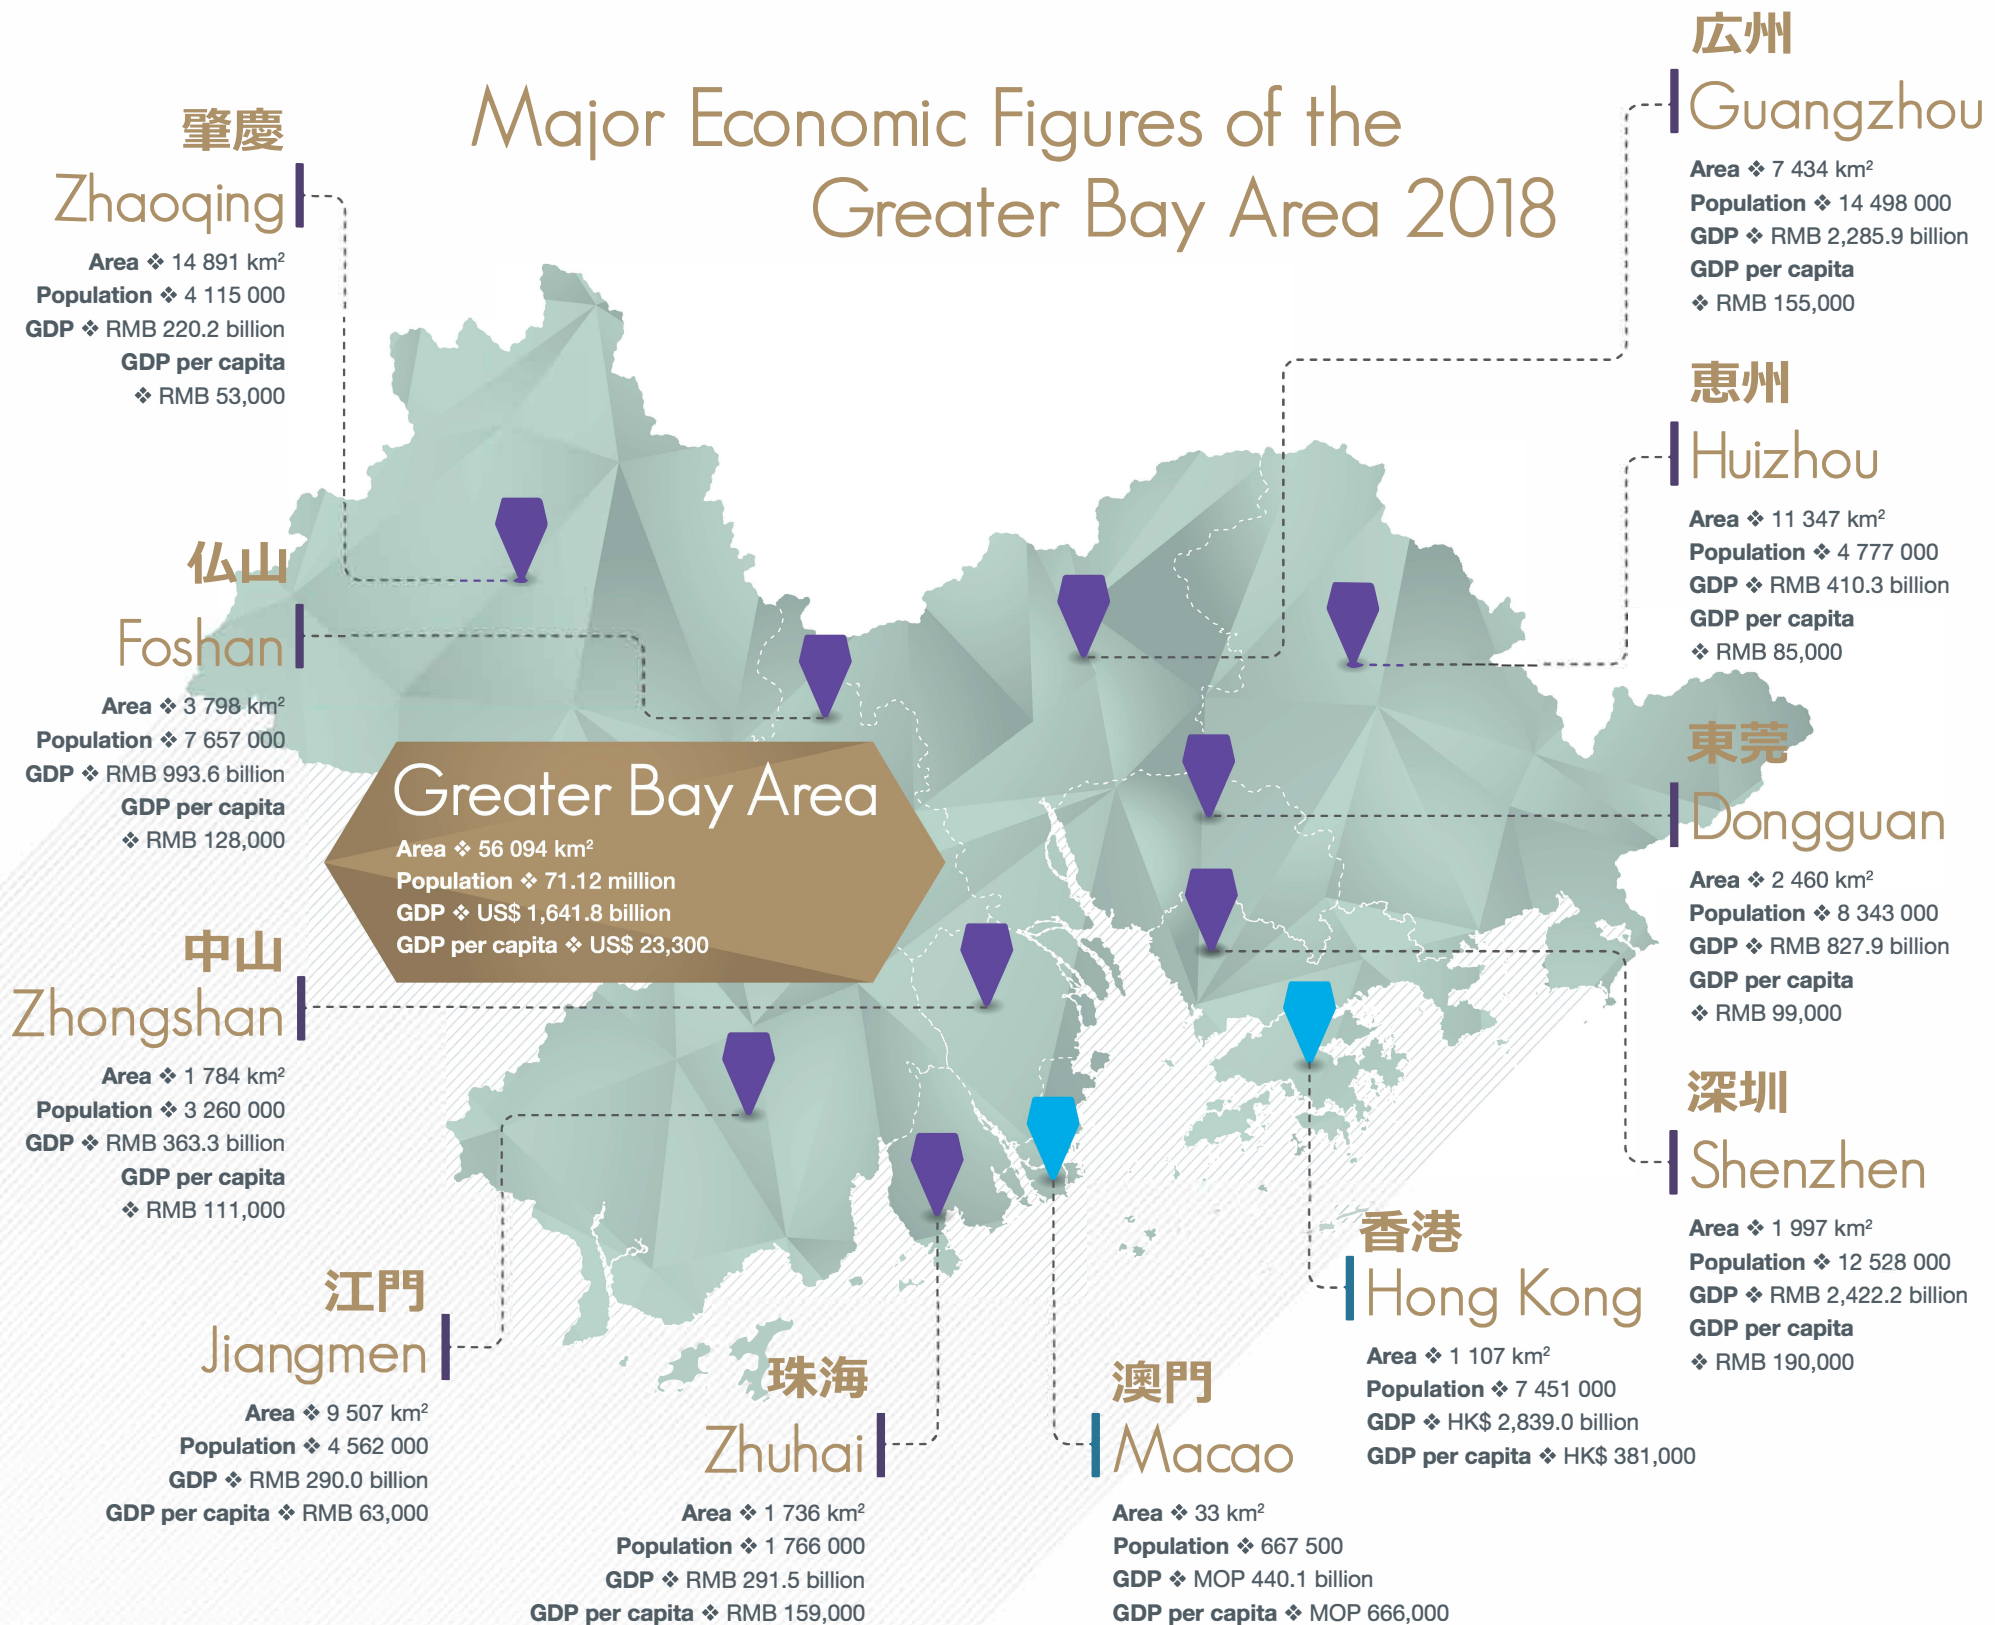 Major Economic Figures of the
Greater Bay Area 2018
肇慶
Zhaoqing
Area ❖ 14 891 km²
Population ❖ 4 115 000
GDP ❖ RMB 220.2 billion
GDP per capita
❖ RMB 53,000
仏山
Foshan
Area ❖ 3 798 km²
Population ❖ 7 657 000
GDP ❖ RMB 993.6 billion
GDP per capita
❖ RMB 128,000
中山
Zhongshan
Area ❖ 1 784 km²
Population ❖ 3 260 000
GDP ❖ RMB 363.3 billion
GDP per capita
❖ RMB 111,000
江門
Jiangmen
Area ❖ 9 507 km²
Population ❖ 4 562 000
GDP ❖ RMB 290.0 billion
GDP per capita ❖ RMB 63,000
Greater Bay Area
Area ❖ 56 094 km²
Population ❖ 71.12 million
GDP ❖ US$ 1,641.8 billion
GDP per capita ❖ US$ 23,300
珠海
Zhuhai
Area ❖ 1 736 km²
Population ❖ 1 766 000
GDP ❖ RMB 291.5 billion
GDP per capita ❖ RMB 159,000
澳門
Macao
Area ❖ 33 km²
Population ❖ 667 500
GDP ❖ MOP 440.1 billion
GDP per capita ❖ MOP 666,000
香港
Hong Kong
Area ❖ 1 107 km²
Population ❖ 7 451 000
GDP ❖ HK$ 2,839.0 billion
GDP per capita ❖ HK$ 381,000
広州
Guangzhou
Area ❖ 7 434 km²
Population ❖ 14 498 000
GDP ❖ RMB 2,285.9 billion
GDP per capita
❖ RMB 155,000
恵州
Huizhou
Area ❖ 11 347 km²
Population ❖ 4 777 000
GDP ❖ RMB 410.3 billion
GDP per capita
❖ RMB 85,000
東莞
Dongguan
Area ❖ 2 460 km²
Population ❖ 8 343 000
GDP ❖ RMB 827.9 billion
GDP per capita
❖ RMB 99,000
深圳
Shenzhen
Area ❖ 1 997 km²
Population ❖ 12 528 000
GDP ❖ RMB 2,422.2 billion
GDP per capita
❖ RMB 190,000